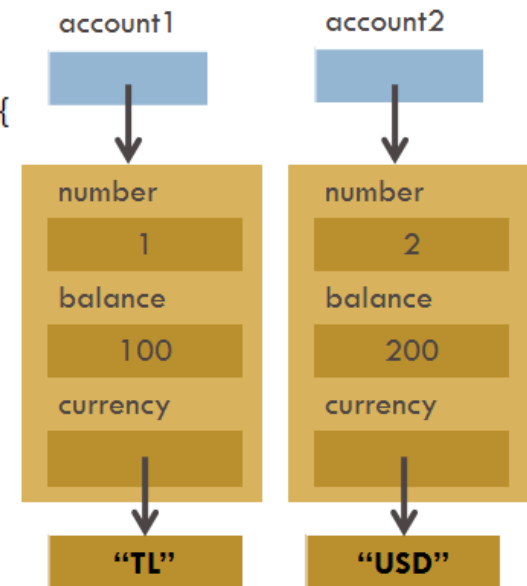 account1 account2
{
number number
1 2
balance balance
100 200
currency currency
“TL” “USD”